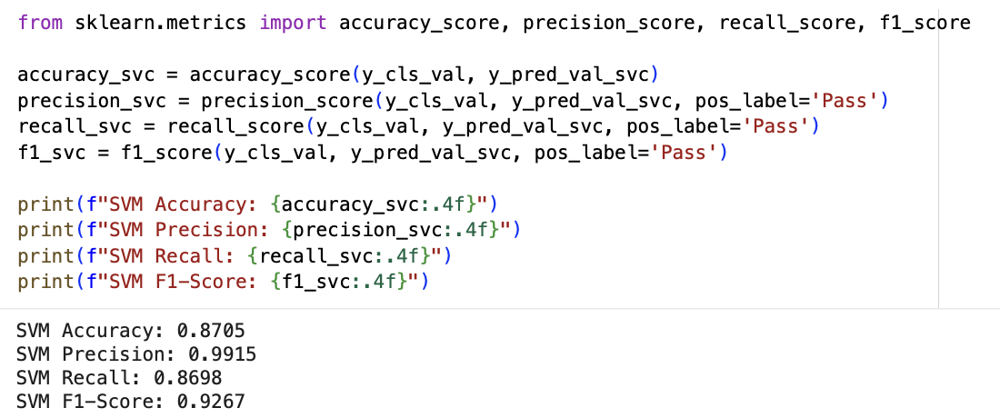 from sklearn.metrics import accuracy_score, precision_score, recall_score, f1_score
accuracy_svc = accuracy_score(y_cls_val, y_pred_val_svc)
precision_svc = precision_score(y_cls_val, y_pred_val_svc, pos_label='Pass')
recall_svc = recall_score(y_cls_val, y_pred_val_svc, pos_label='Pass')
f1_svc = f1_score(y_cls_val, y_pred_val_svc, pos_label='Pass')
print(f"SVM Accuracy: {accuracy_svc:.4f}")
print(f"SVM Precision: {precision_svc:.4f}")
print(f"SVM Recall: {recall_svc:.4f}")
print(f"SVM F1-Score: {f1_svc:.4f}")
SVM Accuracy: 0.8705
SVM Precision: 0.9915
SVM Recall: 0.8698
SVM F1-Score: 0.9267